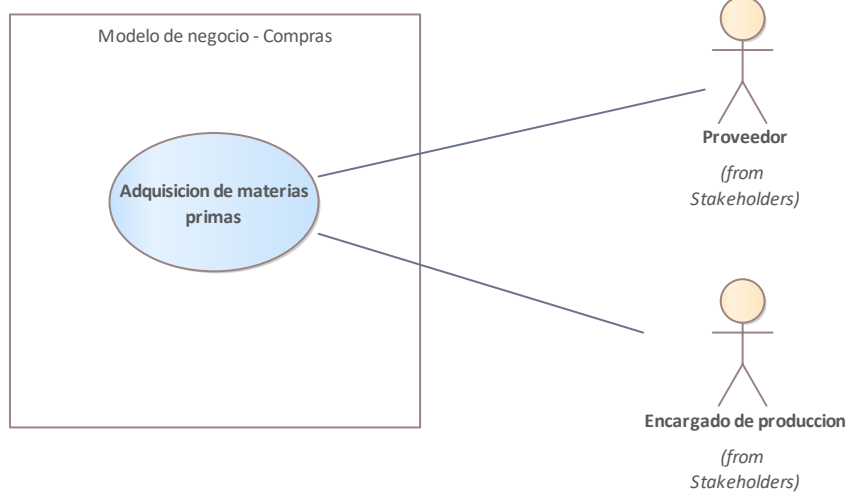 Modelo de negocio - Compras
Adquisicion de materias
primas
Proveedor
(from
Stakeholders)
Encargado de produccion
(from
Stakeholders)